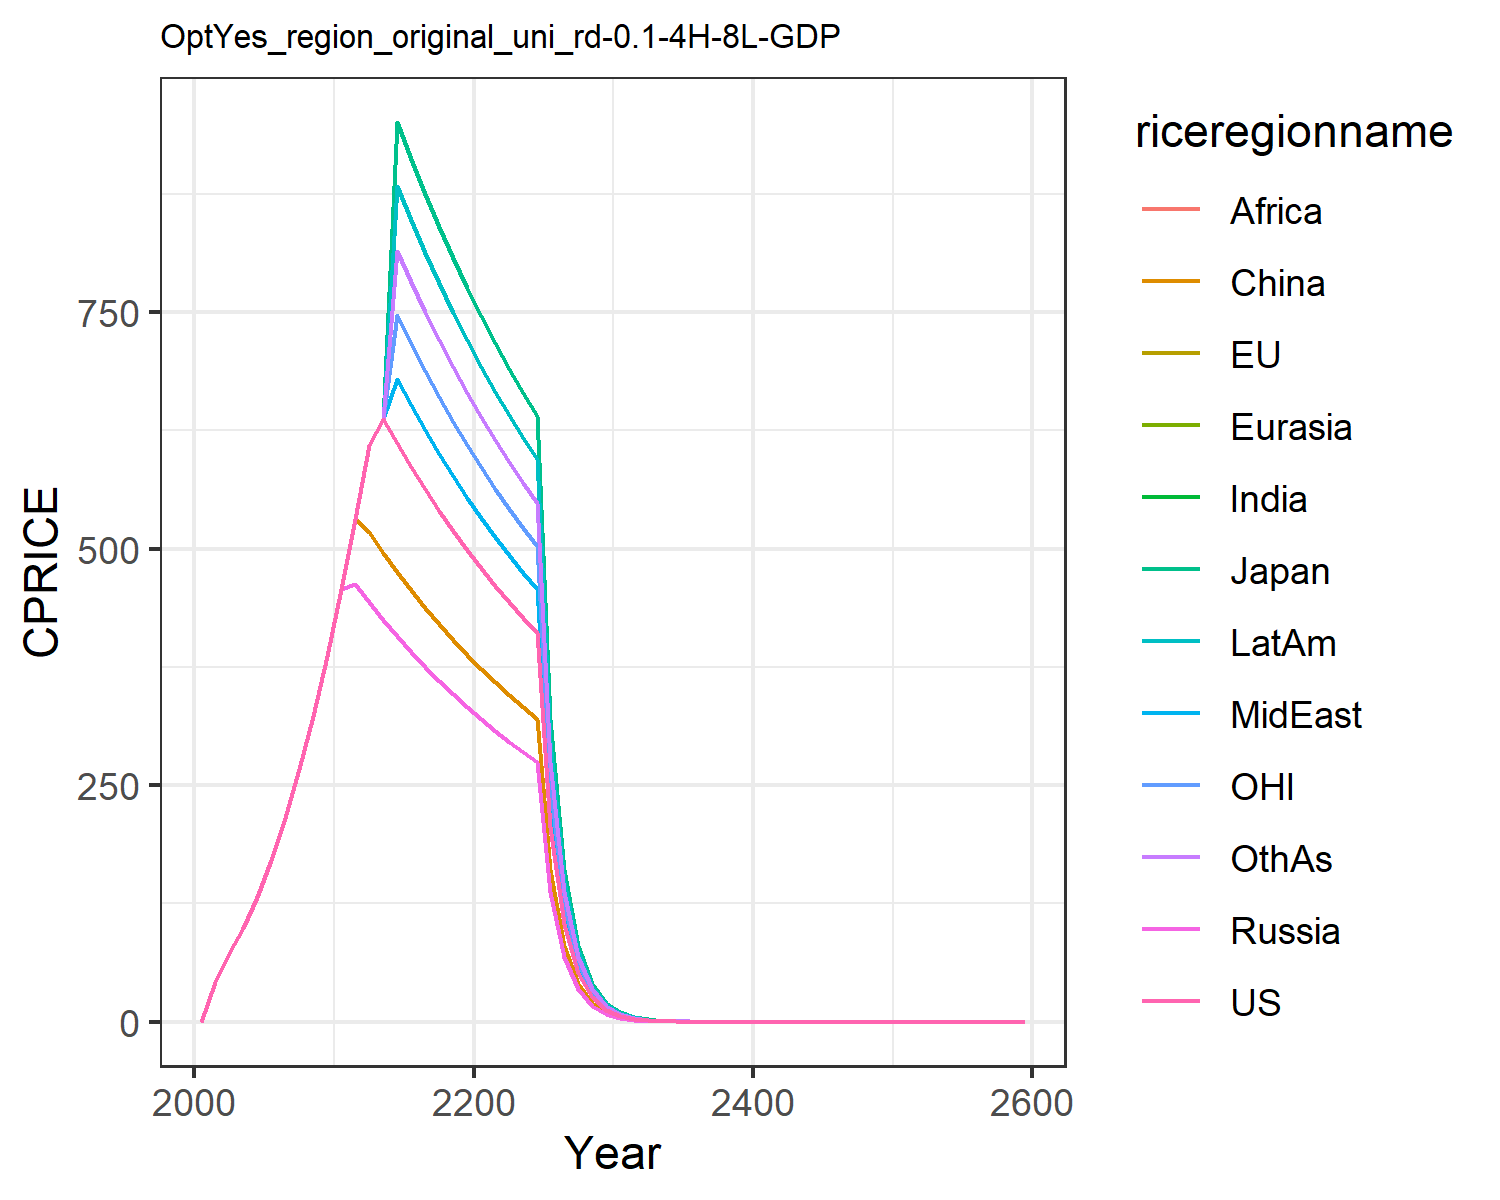 OptYes_region_original_uni_rd-0.1-4H-8L-GDP
CPRICE
750
500
250
0
2000 2200 2400 2600
Year
riceregionname
Africa
China
EU
Eurasia
India
Japan
LatAm
MidEast
OHI
OthAs
Russia
US